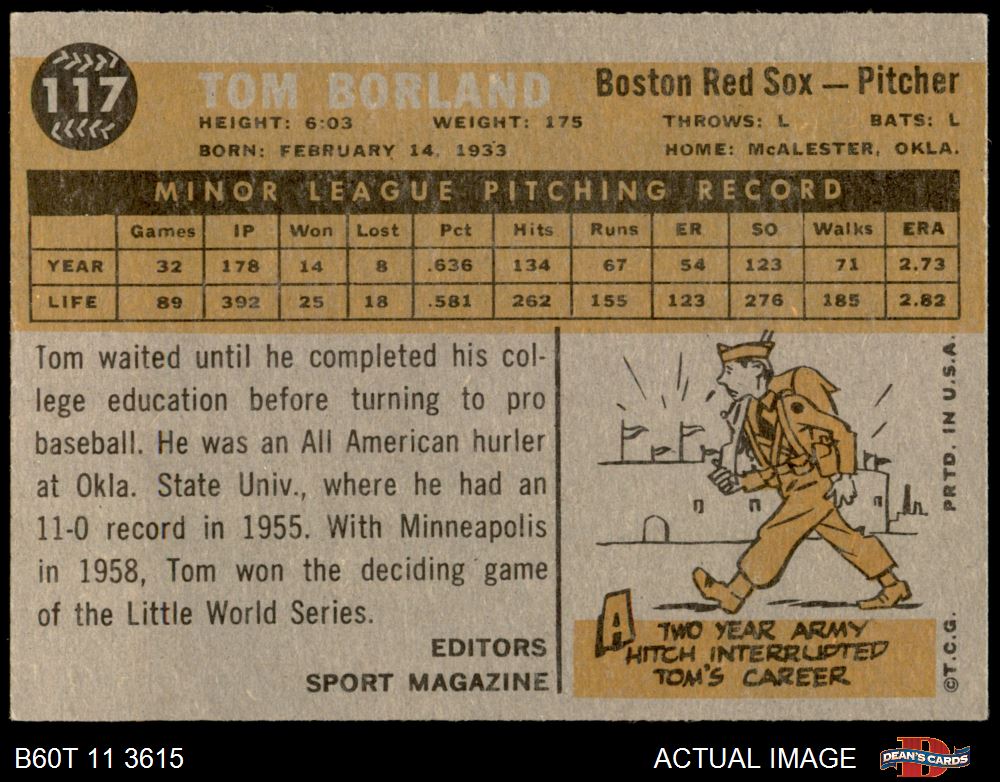 117
TOM BORLAND
Boston Red Sox — Pitcher
HEIGHT: 6:03 WEIGHT: 175 THROWS: L BATS: L
BORN: FEBRUARY 14, 1933 HOME: McALESTER, OKLA.
MINOR LEAGUE PITCHING RECORD
Games IP Won Lost Pct Hits Runs ER SO Walks ERA
YEAR 32 178 14 8 .636 134 67 54 123 71 2.73
LIFE 89 392 25 18 .581 262 155 123 276 185 2.82
Tom waited until he completed his col-
lege education before turning to pro
baseball. He was an All American hurler
at Okla. State Univ., where he had an
11-0 record in 1955. With Minneapolis
in 1958, Tom won the deciding game
of the Little World Series.
EDITORS
SPORT MAGAZINE
A TWO YEAR ARMY
HITCH INTERRUPTED
TOM'S CAREER
©T.C.G. PRTD. IN U.S.A.
B60T 11 3615
ACTUAL IMAGE
DEAN'S CARDS